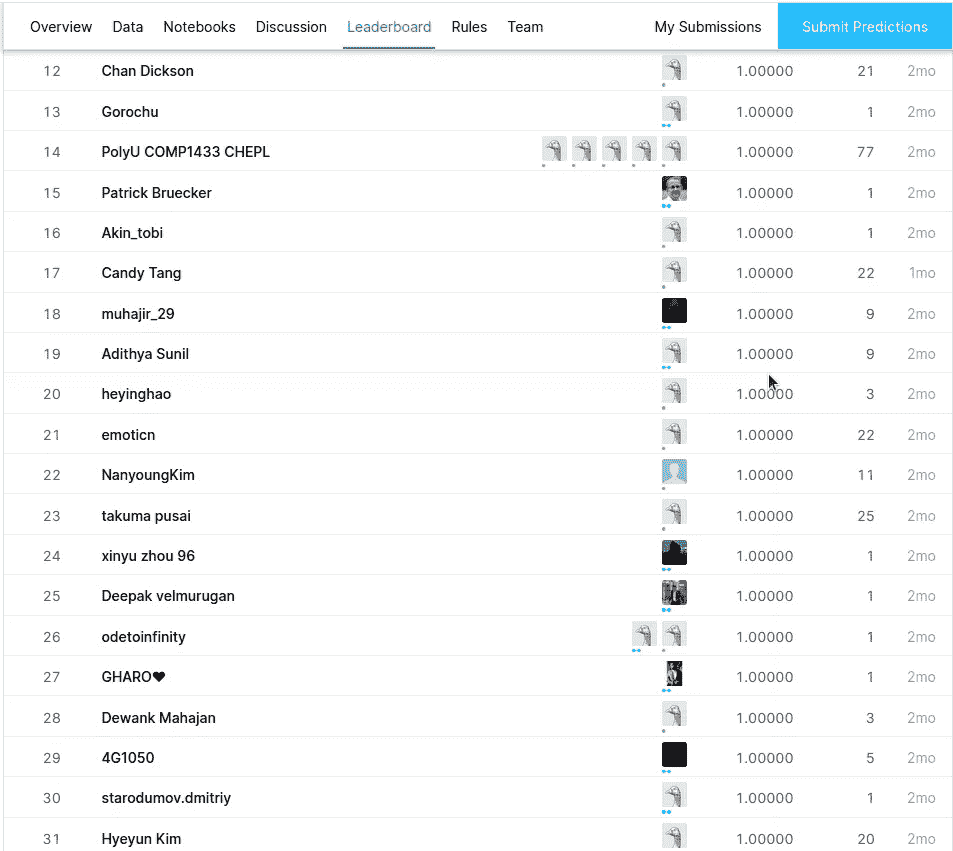 Overview Data Notebooks Discussion Leaderboard Rules Team My Submissions Submit Predictions
12 Chan Dickson 1.00000 21 2mo
13 Gorochu 1.00000 1 2mo
14 PolyU COMP1433 CHEPL 1.00000 77 2mo
15 Patrick Bruecker 1.00000 1 2mo
16 Akin_tobi 1.00000 1 2mo
17 Candy Tang 1.00000 22 1mo
18 muhajir_29 1.00000 9 2mo
19 Adithya Sunil 1.00000 9 2mo
20 heyinghao 1.00000 3 2mo
21 emoticn 1.00000 22 2mo
22 NanyoungKim 1.00000 11 2mo
23 takuma pusai 1.00000 25 2mo
24 xinyu zhou 96 1.00000 1 2mo
25 Deepak velmurugan 1.00000 1 2mo
26 odetoinfinity 1.00000 1 2mo
27 GHARO♥ 1.00000 1 2mo
28 Dewank Mahajan 1.00000 3 2mo
29 4G1050 1.00000 5 2mo
30 starodumov.dmitriy 1.00000 1 2mo
31 Hyeyun Kim 1.00000 20 2mo